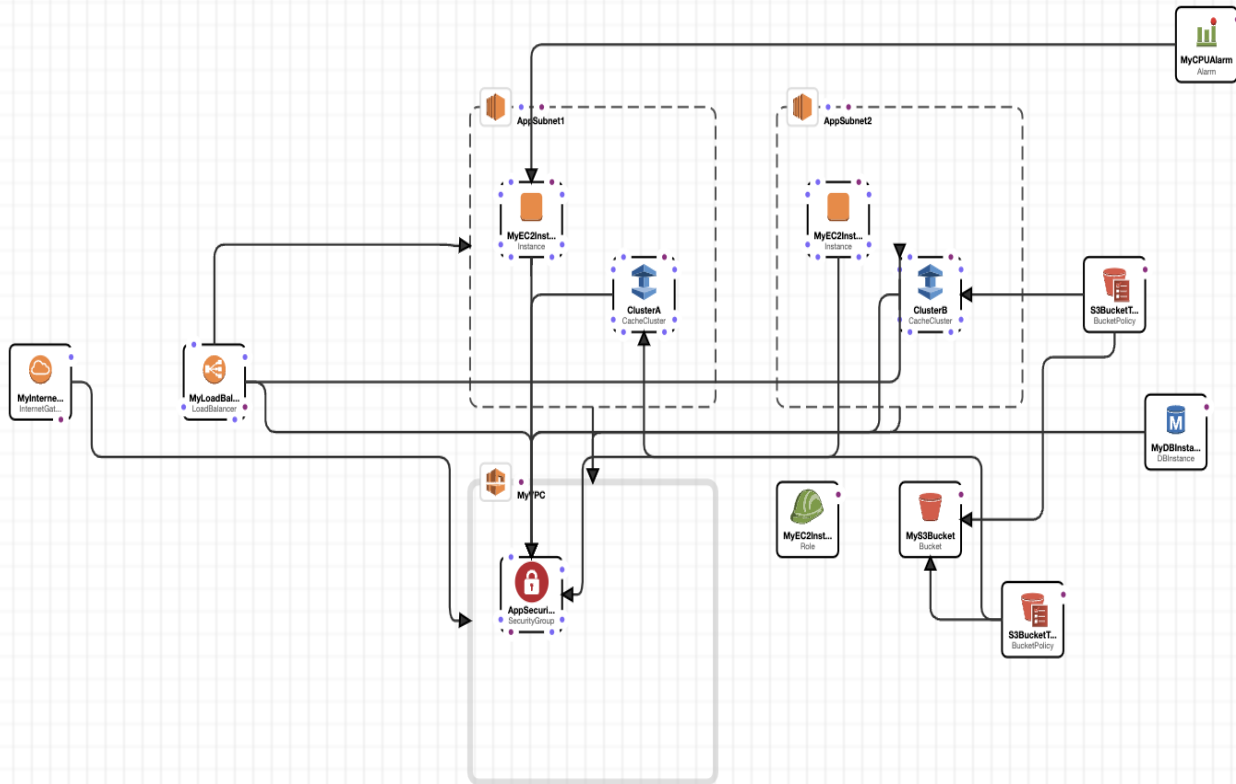 MyCPUAlarm
Alarm
AppSubnet1
AppSubnet2
MyEC2Inst...
Instance
MyEC2Inst...
Instance
ClusterA
CacheCluster
ClusterB
CacheCluster
S3BucketT...
BucketPolicy
MyInterne...
InternetGat...
MyLoadBal...
LoadBalancer
M
MyDBInsta...
DBInstance
MyVPC
MyEC2Inst...
Role
MyS3Bucket
Bucket
AppSecuri...
SecurityGroup
S3BucketT...
BucketPolicy